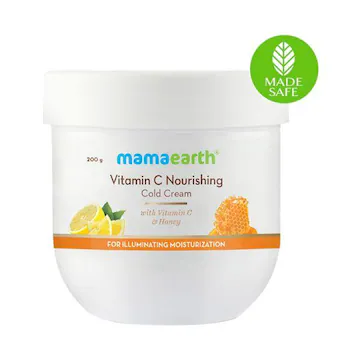 MADE
SAFE
200 g
mamaearth®
Vitamin C Nourishing
Cold Cream
with Vitamin C
& Honey
FOR ILLUMINATING MOISTURIZATION